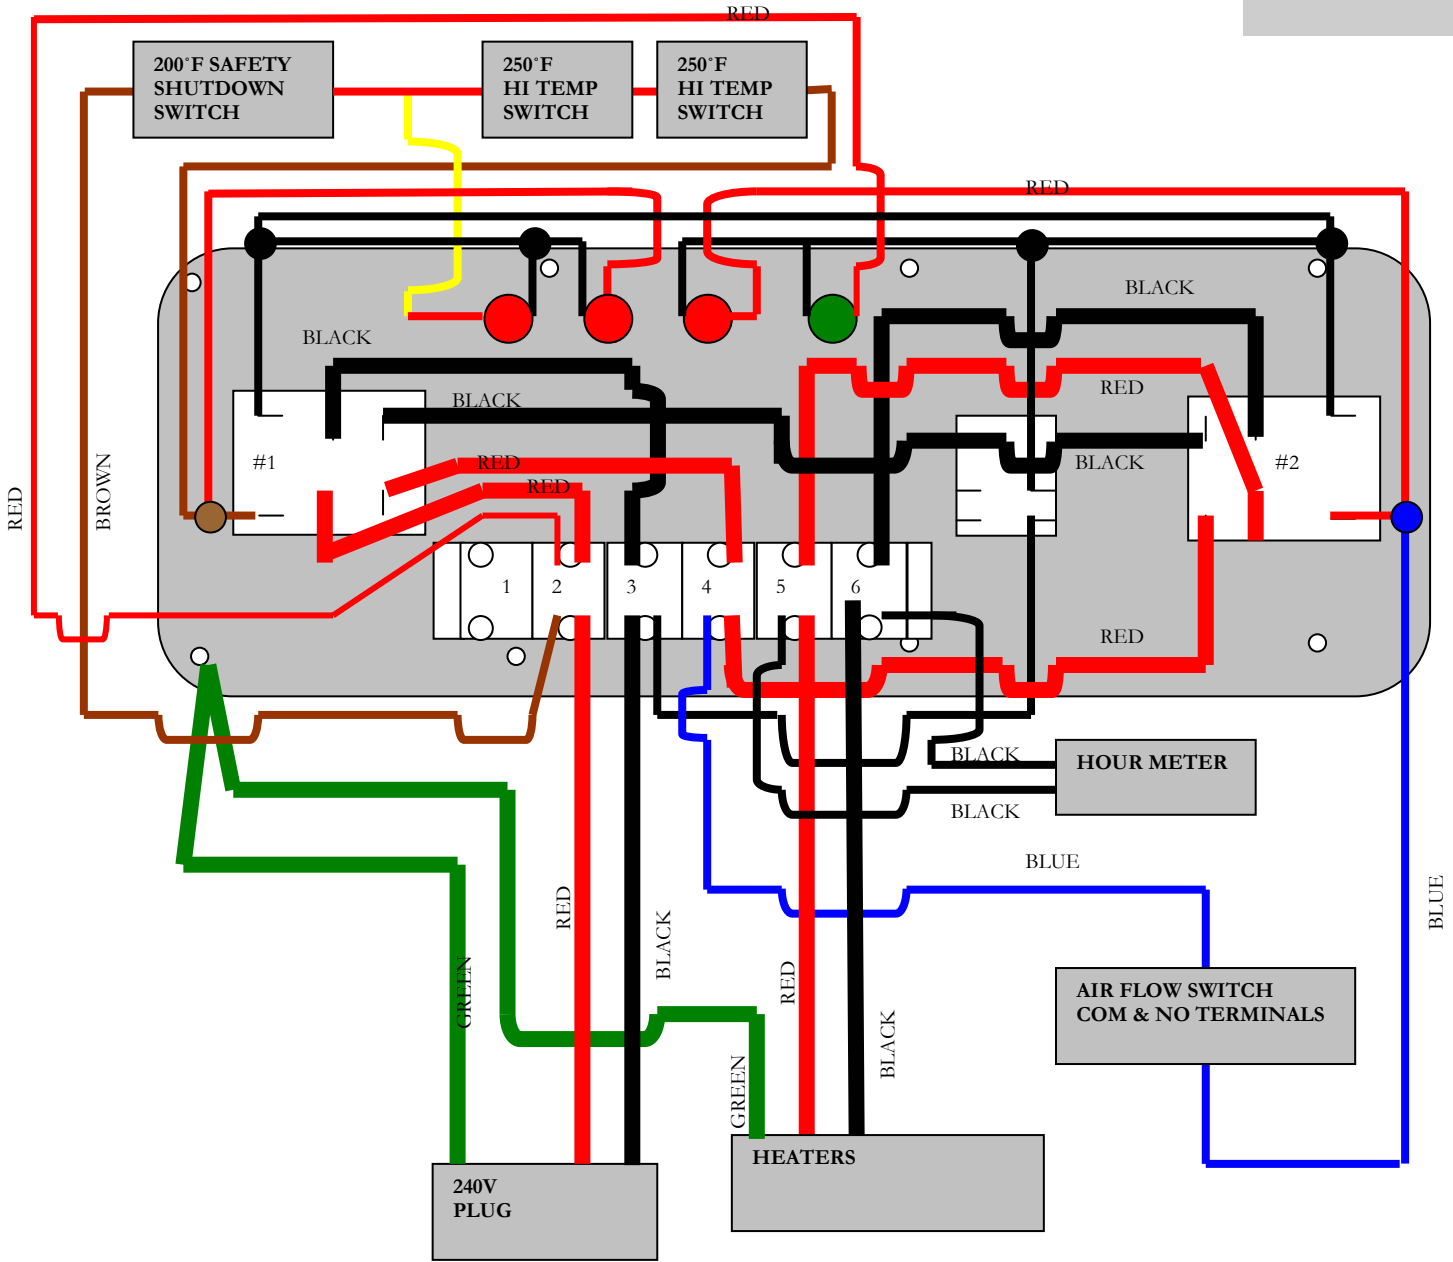 RED
200°F SAFETY
SHUTDOWN
SWITCH
250°F
HI TEMP
SWITCH
250°F
HI TEMP
SWITCH
RED
BLACK
BLACK
RED
BLACK
#1
RED
BLACK
#2
RED
BROWN
RED
1
2
3
4
5
6
RED
BLACK
HOUR METER
BLACK
BLUE
BLUE
RED
BLACK
GREEN
RED
AIR FLOW SWITCH
COM & NO TERMINALS
BLACK
GREEN
HEATERS
240V
PLUG